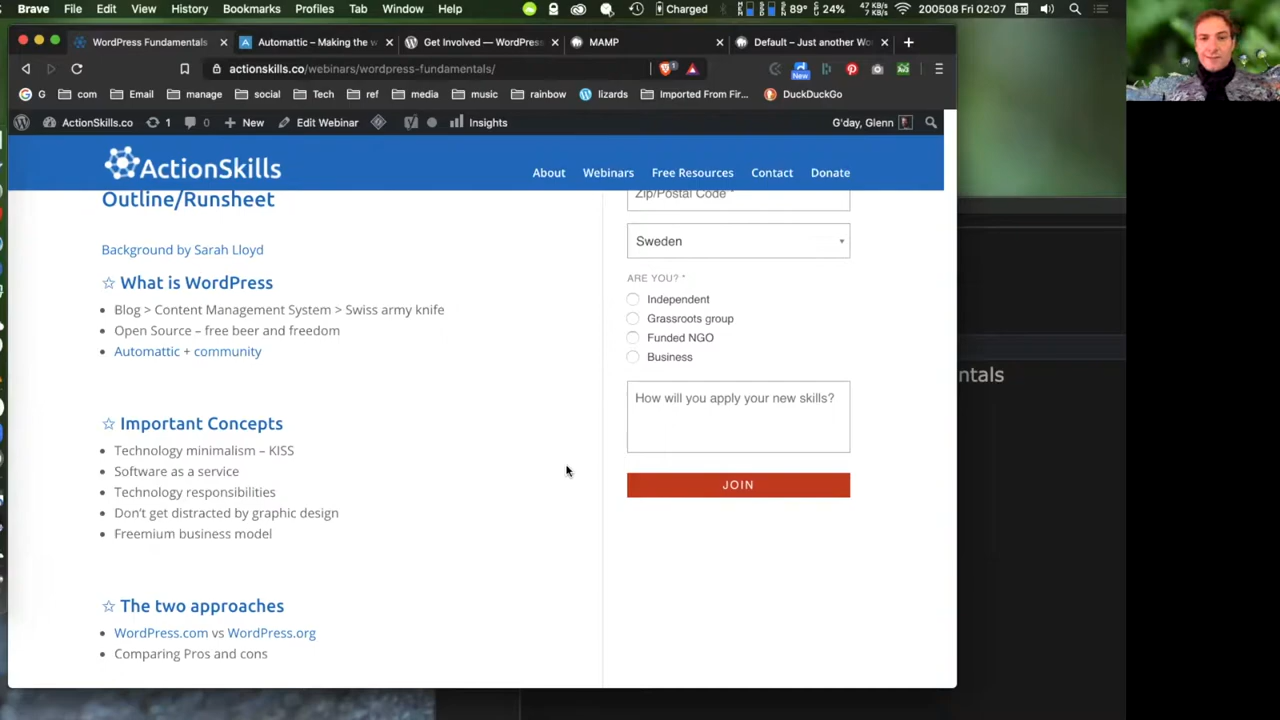 Brave File Edit View History Bookmarks Profiles Tab Window Help Charged 89° 24% 47 KB/s 7 KB/s 200508 Fri 02:07
WordPress Fundamentals Automattic – Making the w Get Involved — WordPress MAMP Default – Just another Wo
actionskills.co/webinars/wordpress-fundamentals/ 1 New
G com Email manage social Tech ref media music rainbow lizards Imported From Fir... DuckDuckGo
ActionSkills.co 1 0 New Edit Webinar Insights G'day, Glenn
ActionSkills
About Webinars Free Resources Contact Donate
Outline/Runsheet
Background by Sarah Lloyd
☆ What is WordPress
• Blog > Content Management System > Swiss army knife
• Open Source – free beer and freedom
• Automattic + community
☆ Important Concepts
• Technology minimalism – KISS
• Software as a service
• Technology responsibilities
• Don't get distracted by graphic design
• Freemium business model
☆ The two approaches
• WordPress.com vs WordPress.org
• Comparing Pros and cons
Zip/Postal Code *
Sweden
ARE YOU? *
Independent
Grassroots group
Funded NGO
Business
How will you apply your new skills?
JOIN
ntals